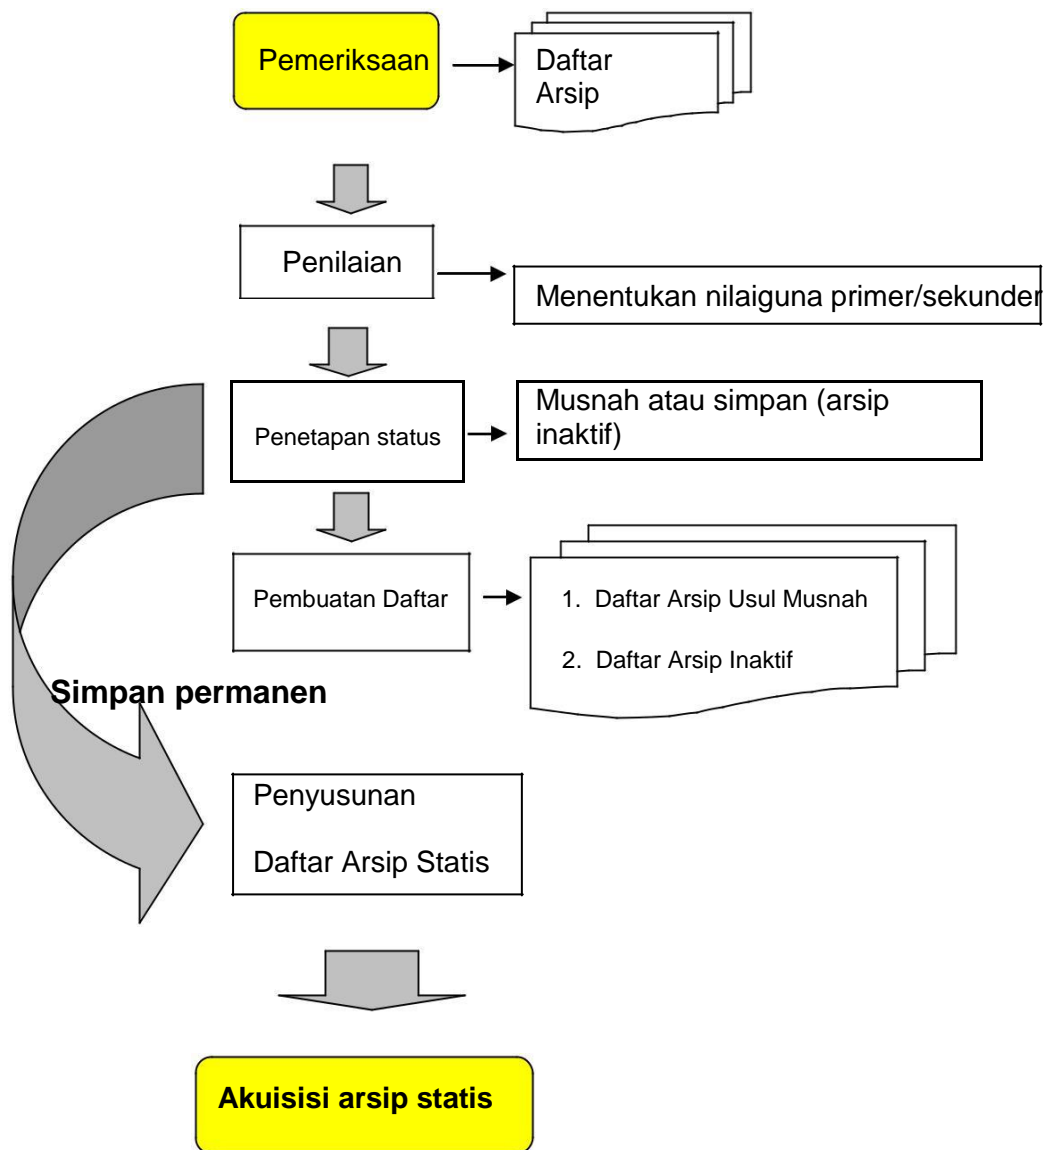 Pemeriksaan
Daftar
Arsip
Penilaian
Menentukan nilaiguna primer/sekunder
Penetapan status
Musnah atau simpan (arsip
inaktif)
Pembuatan Daftar
1. Daftar Arsip Usul Musnah
2. Daftar Arsip Inaktif
Simpan permanen
Penyusunan
Daftar Arsip Statis
Akuisisi arsip statis